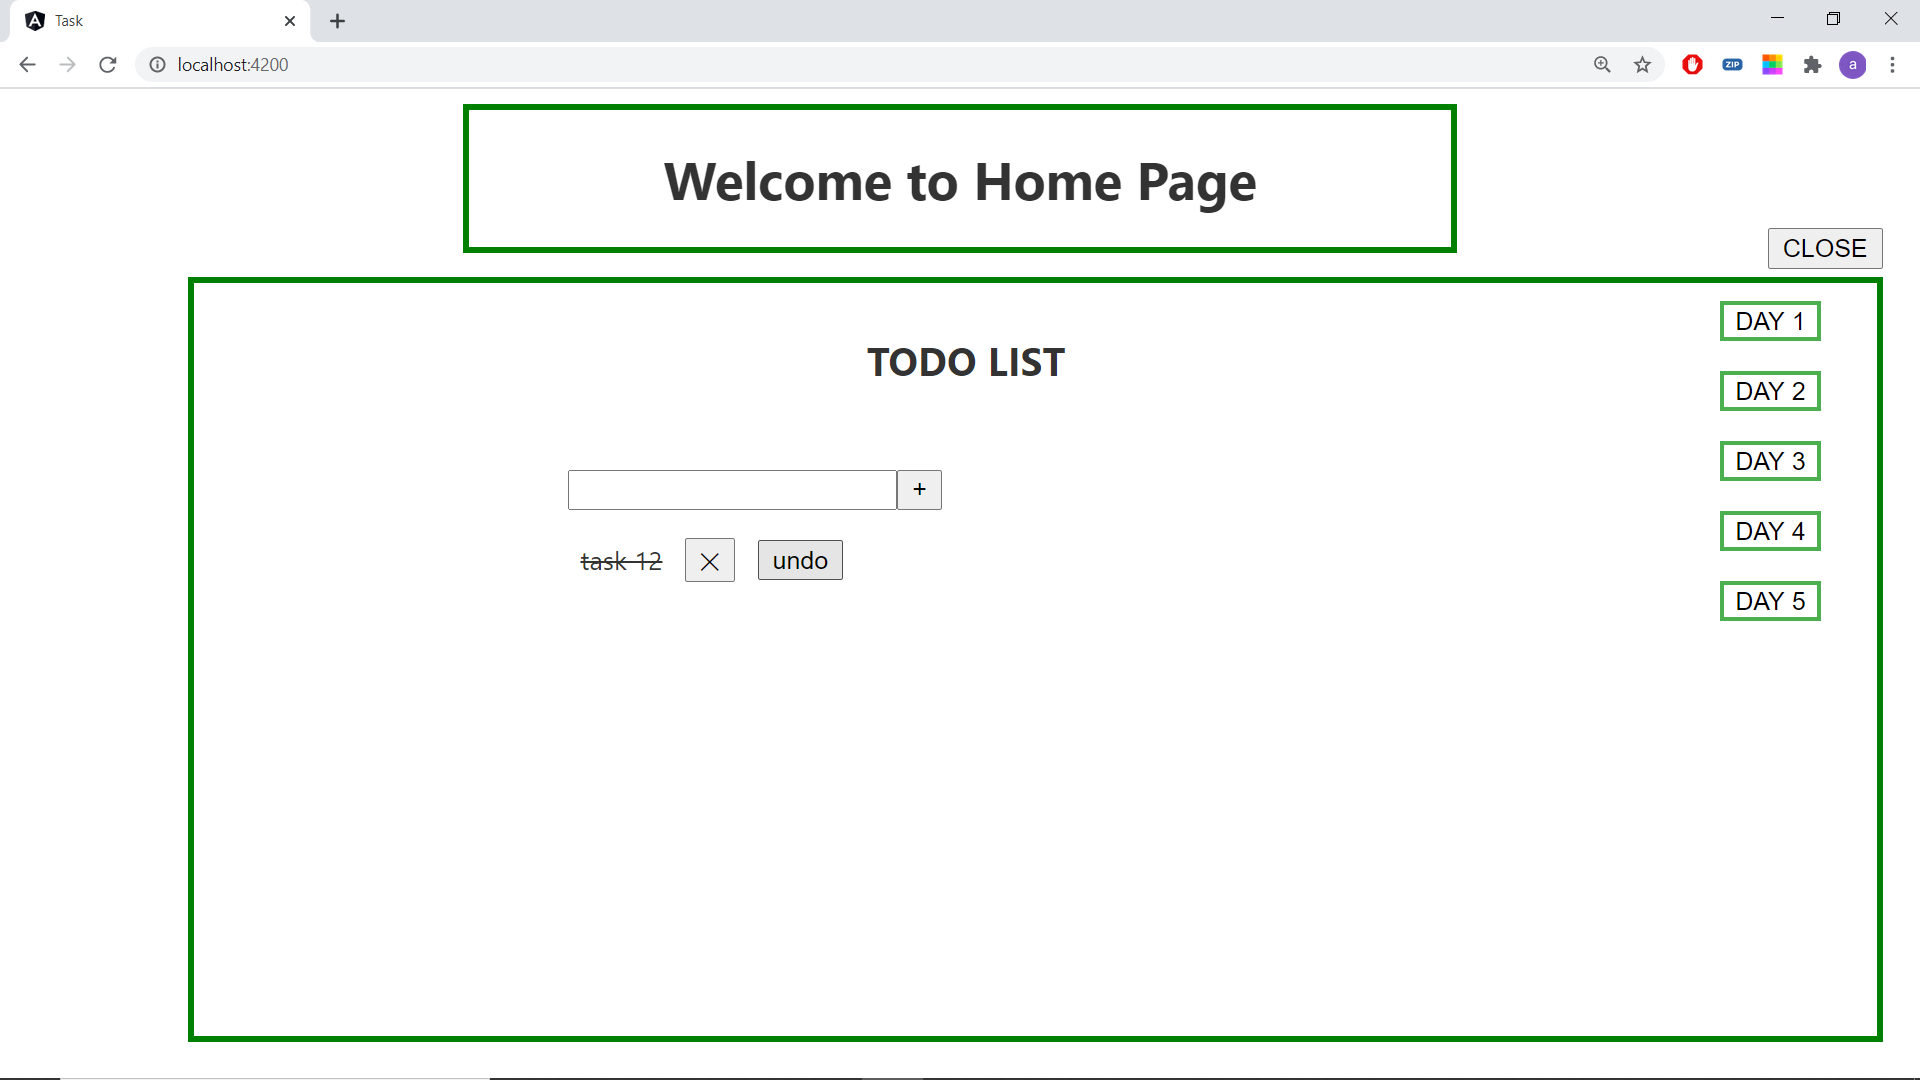 Task
localhost:4200
ZIP
a
Welcome to Home Page
CLOSE
DAY 1
TODO LIST
DAY 2
DAY 3
+
DAY 4
task 12
undo
DAY 5